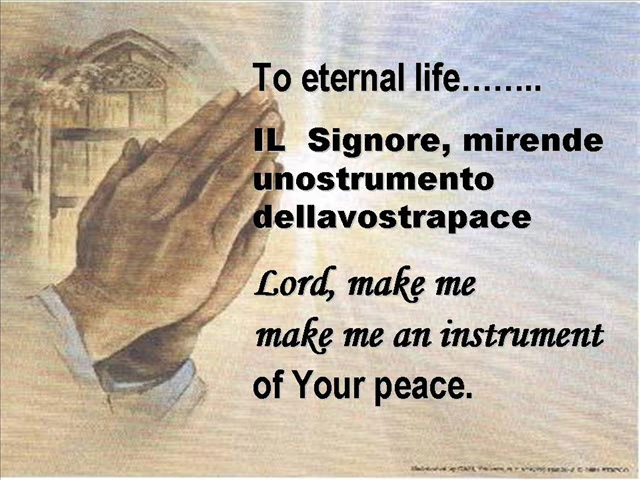 To eternal life……..
IL  Signore, mirende
unostrumento
dellavostrapace
Lord, make me
make me an instrument
of Your peace.